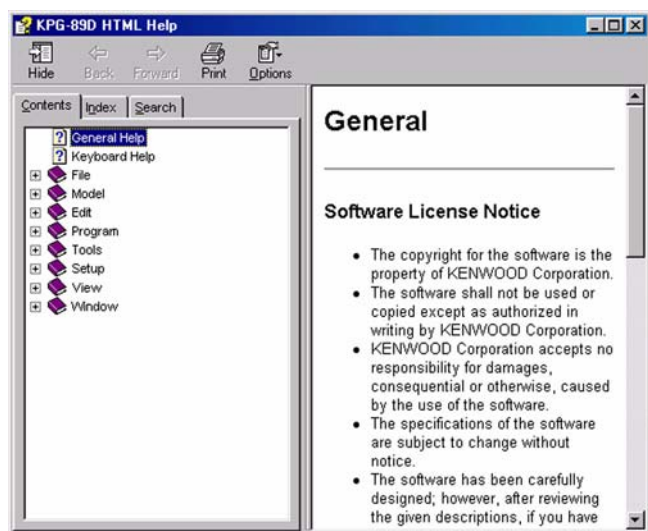 KPG-89D HTML Help
Hide Back Forward Print Options
Contents Index Search
General Help
Keyboard Help
File
Model
Edit
Program
Tools
Setup
View
Window
General
Software License Notice
• The copyright for the software is the
property of KENWOOD Corporation.
• The software shall not be used or
copied except as authorized in
writing by KENWOOD Corporation.
• KENWOOD Corporation accepts no
responsibility for damages,
consequential or otherwise, caused
by the use of the software.
• The specifications of the software
are subject to change without
notice.
• The software has been carefully
designed; however, after reviewing
the given descriptions, if you have